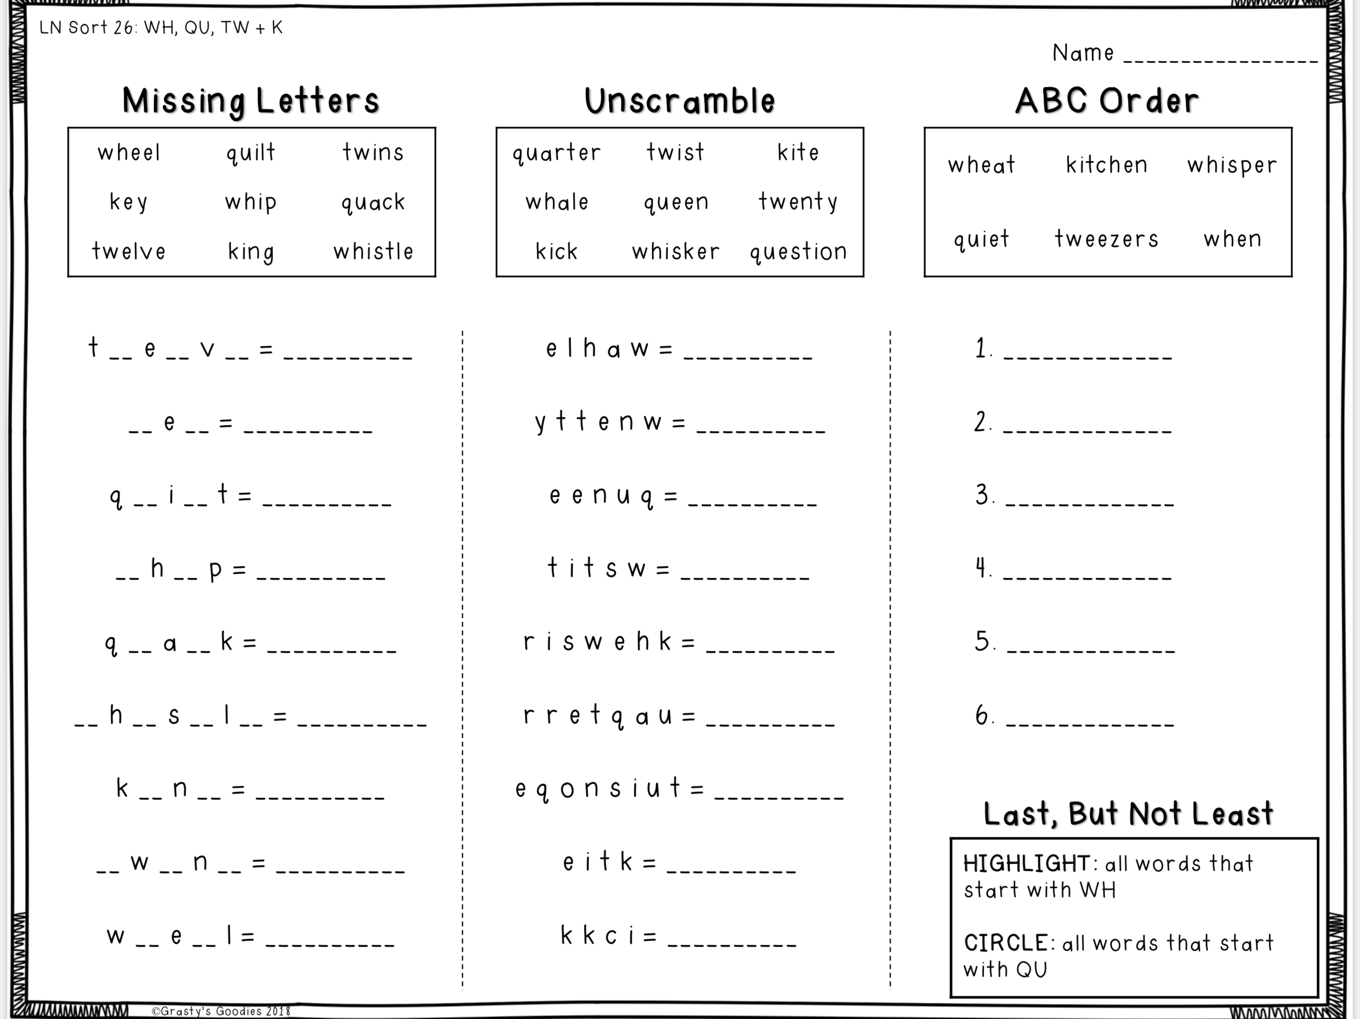 LN Sort 26: WH, QU, TW + K
Name _________________
Missing Letters
wheel quilt twins
key whip quack
twelve king whistle
t __ e __ v __ = __________
__ e __ = __________
q __ i __ t = __________
__ h __ p = __________
q __ a __ k = __________
__ h __ s __ l __ = __________
k __ n __ = __________
__ w __ n __ = __________
w __ e __ l = __________
Unscramble
quarter twist kite
whale queen twenty
kick whisker question
e l h a w = __________
y t t e n w = __________
e e n u q = __________
t i t s w = __________
r i s w e h k = __________
r r e t q a u = __________
e q o n s i u t = __________
e i t k = __________
k k c i = __________
ABC Order
wheat kitchen whisper
quiet tweezers when
1. _____________
2. _____________
3. _____________
4. _____________
5. _____________
6. _____________
Last, But Not Least
HIGHLIGHT: all words that
start with WH
CIRCLE: all words that start
with QU
©Grasty's Goodies 2018